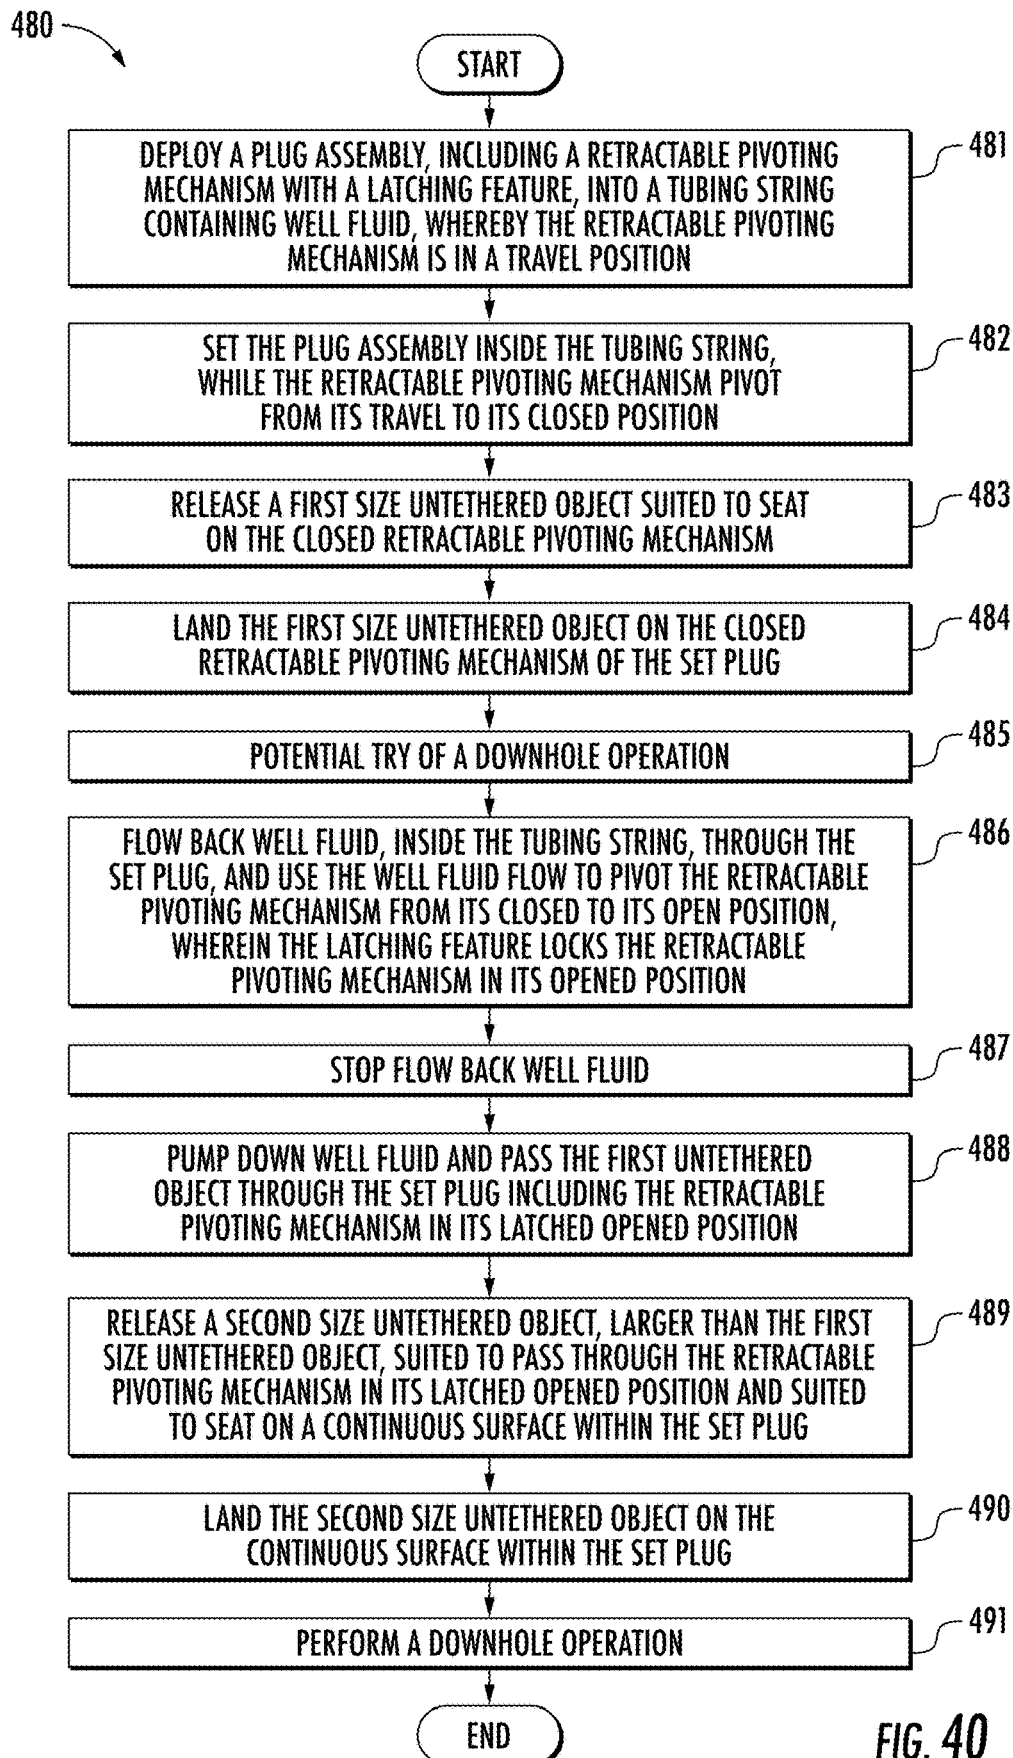 480
START
DEPLOY A PLUG ASSEMBLY, INCLUDING A RETRACTABLE PIVOTING
MECHANISM WITH A LATCHING FEATURE, INTO A TUBING STRING
CONTAINING WELL FLUID, WHEREBY THE RETRACTABLE PIVOTING
MECHANISM IS IN A TRAVEL POSITION
481
SET THE PLUG ASSEMBLY INSIDE THE TUBING STRING,
WHILE THE RETRACTABLE PIVOTING MECHANISM PIVOT
FROM ITS TRAVEL TO ITS CLOSED POSITION
482
RELEASE A FIRST SIZE UNTETHERED OBJECT SUITED TO SEAT
ON THE CLOSED RETRACTABLE PIVOTING MECHANISM
483
LAND THE FIRST SIZE UNTETHERED OBJECT ON THE CLOSED
RETRACTABLE PIVOTING MECHANISM OF THE SET PLUG
484
POTENTIAL TRY OF A DOWNHOLE OPERATION
485
FLOW BACK WELL FLUID, INSIDE THE TUBING STRING, THROUGH THE
SET PLUG, AND USE THE WELL FLUID FLOW TO PIVOT THE RETRACTABLE
PIVOTING MECHANISM FROM ITS CLOSED TO ITS OPEN POSITION,
WHEREIN THE LATCHING FEATURE LOCKS THE RETRACTABLE
PIVOTING MECHANISM IN ITS OPENED POSITION
486
STOP FLOW BACK WELL FLUID
487
PUMP DOWN WELL FLUID AND PASS THE FIRST UNTETHERED
OBJECT THROUGH THE SET PLUG INCLUDING THE RETRACTABLE
PIVOTING MECHANISM IN ITS LATCHED OPENED POSITION
488
RELEASE A SECOND SIZE UNTETHERED OBJECT, LARGER THAN THE FIRST
SIZE UNTETHERED OBJECT, SUITED TO PASS THROUGH THE RETRACTABLE
PIVOTING MECHANISM IN ITS LATCHED OPENED POSITION AND SUITED
TO SEAT ON A CONTINUOUS SURFACE WITHIN THE SET PLUG
489
LAND THE SECOND SIZE UNTETHERED OBJECT ON THE
CONTINUOUS SURFACE WITHIN THE SET PLUG
490
PERFORM A DOWNHOLE OPERATION
491
END
FIG. 40